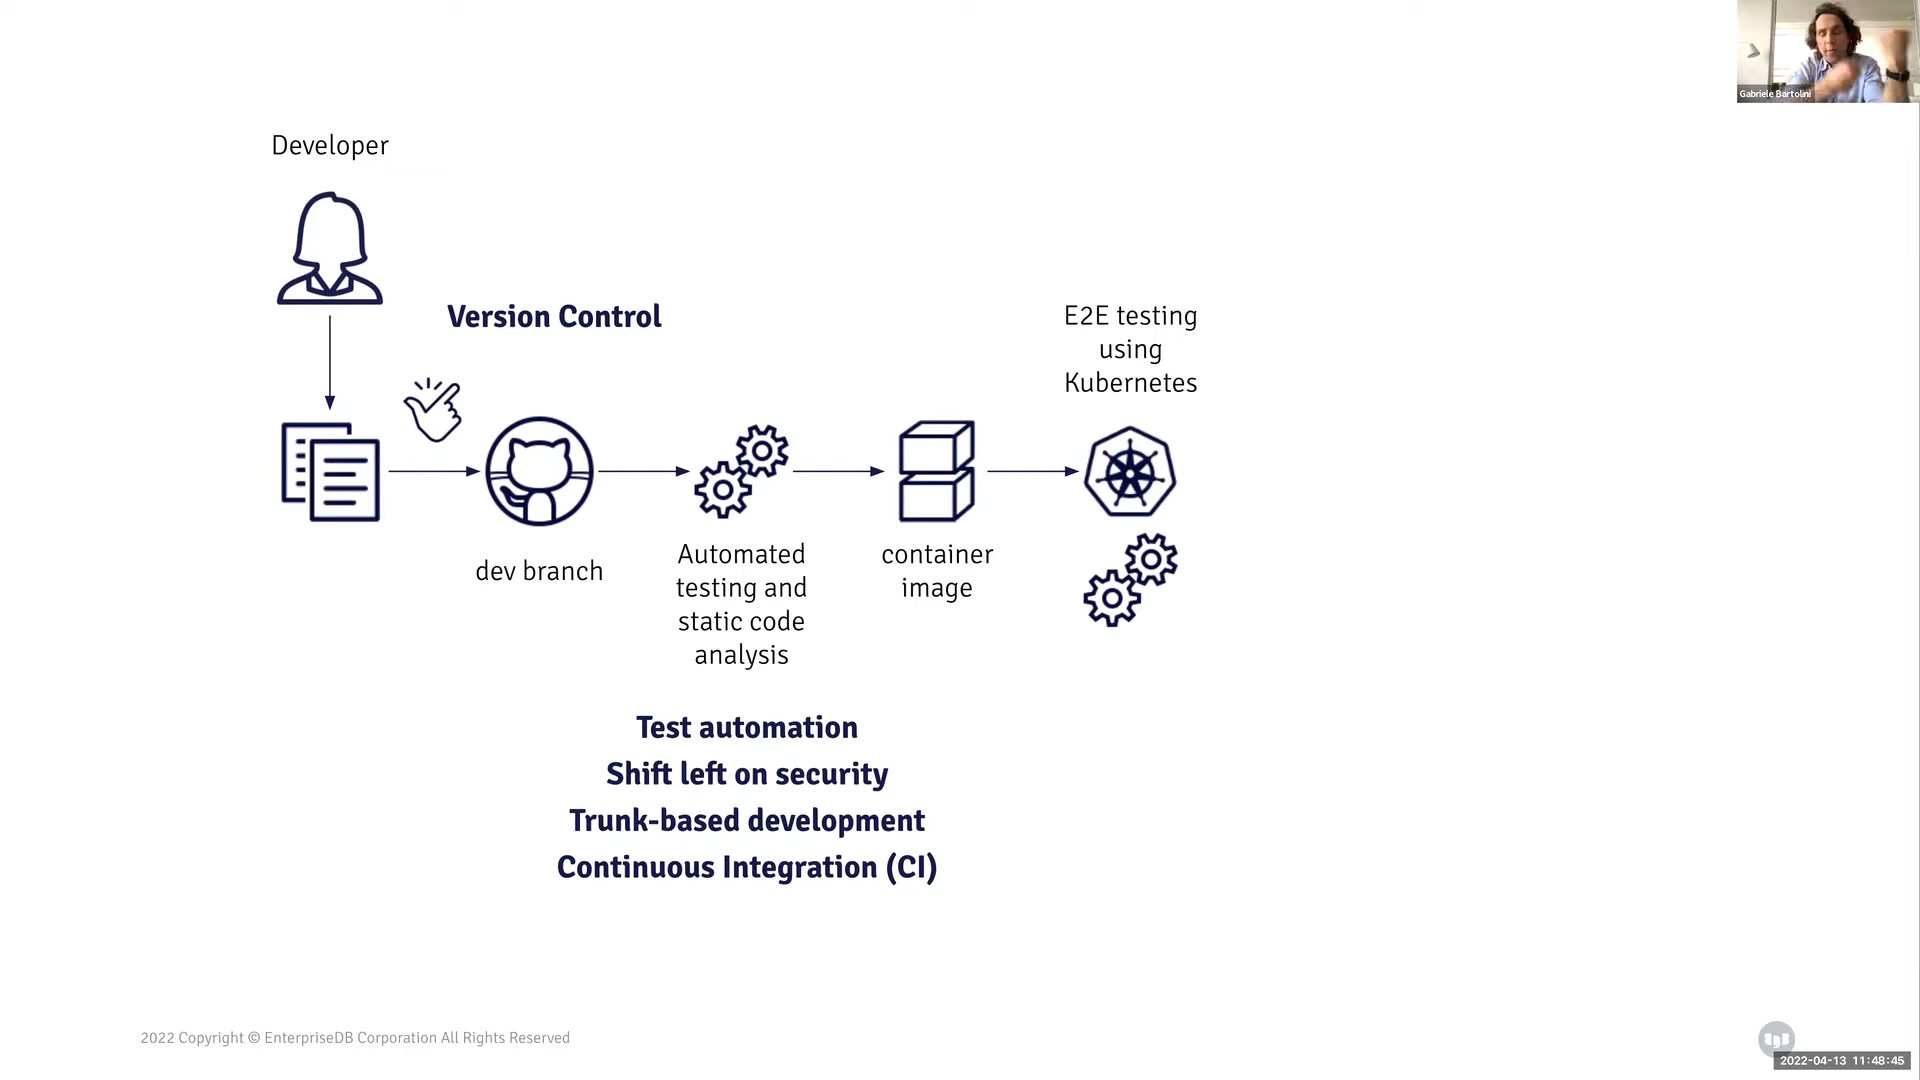 Gabriele Bartolini
Developer
Version Control
E2E testing
using
Kubernetes
dev branch
Automated
testing and
static code
analysis
container
image
Test automation
Shift left on security
Trunk-based development
Continuous Integration (CI)
2022 Copyright © EnterpriseDB Corporation All Rights Reserved
2022-04-13 11:48:45